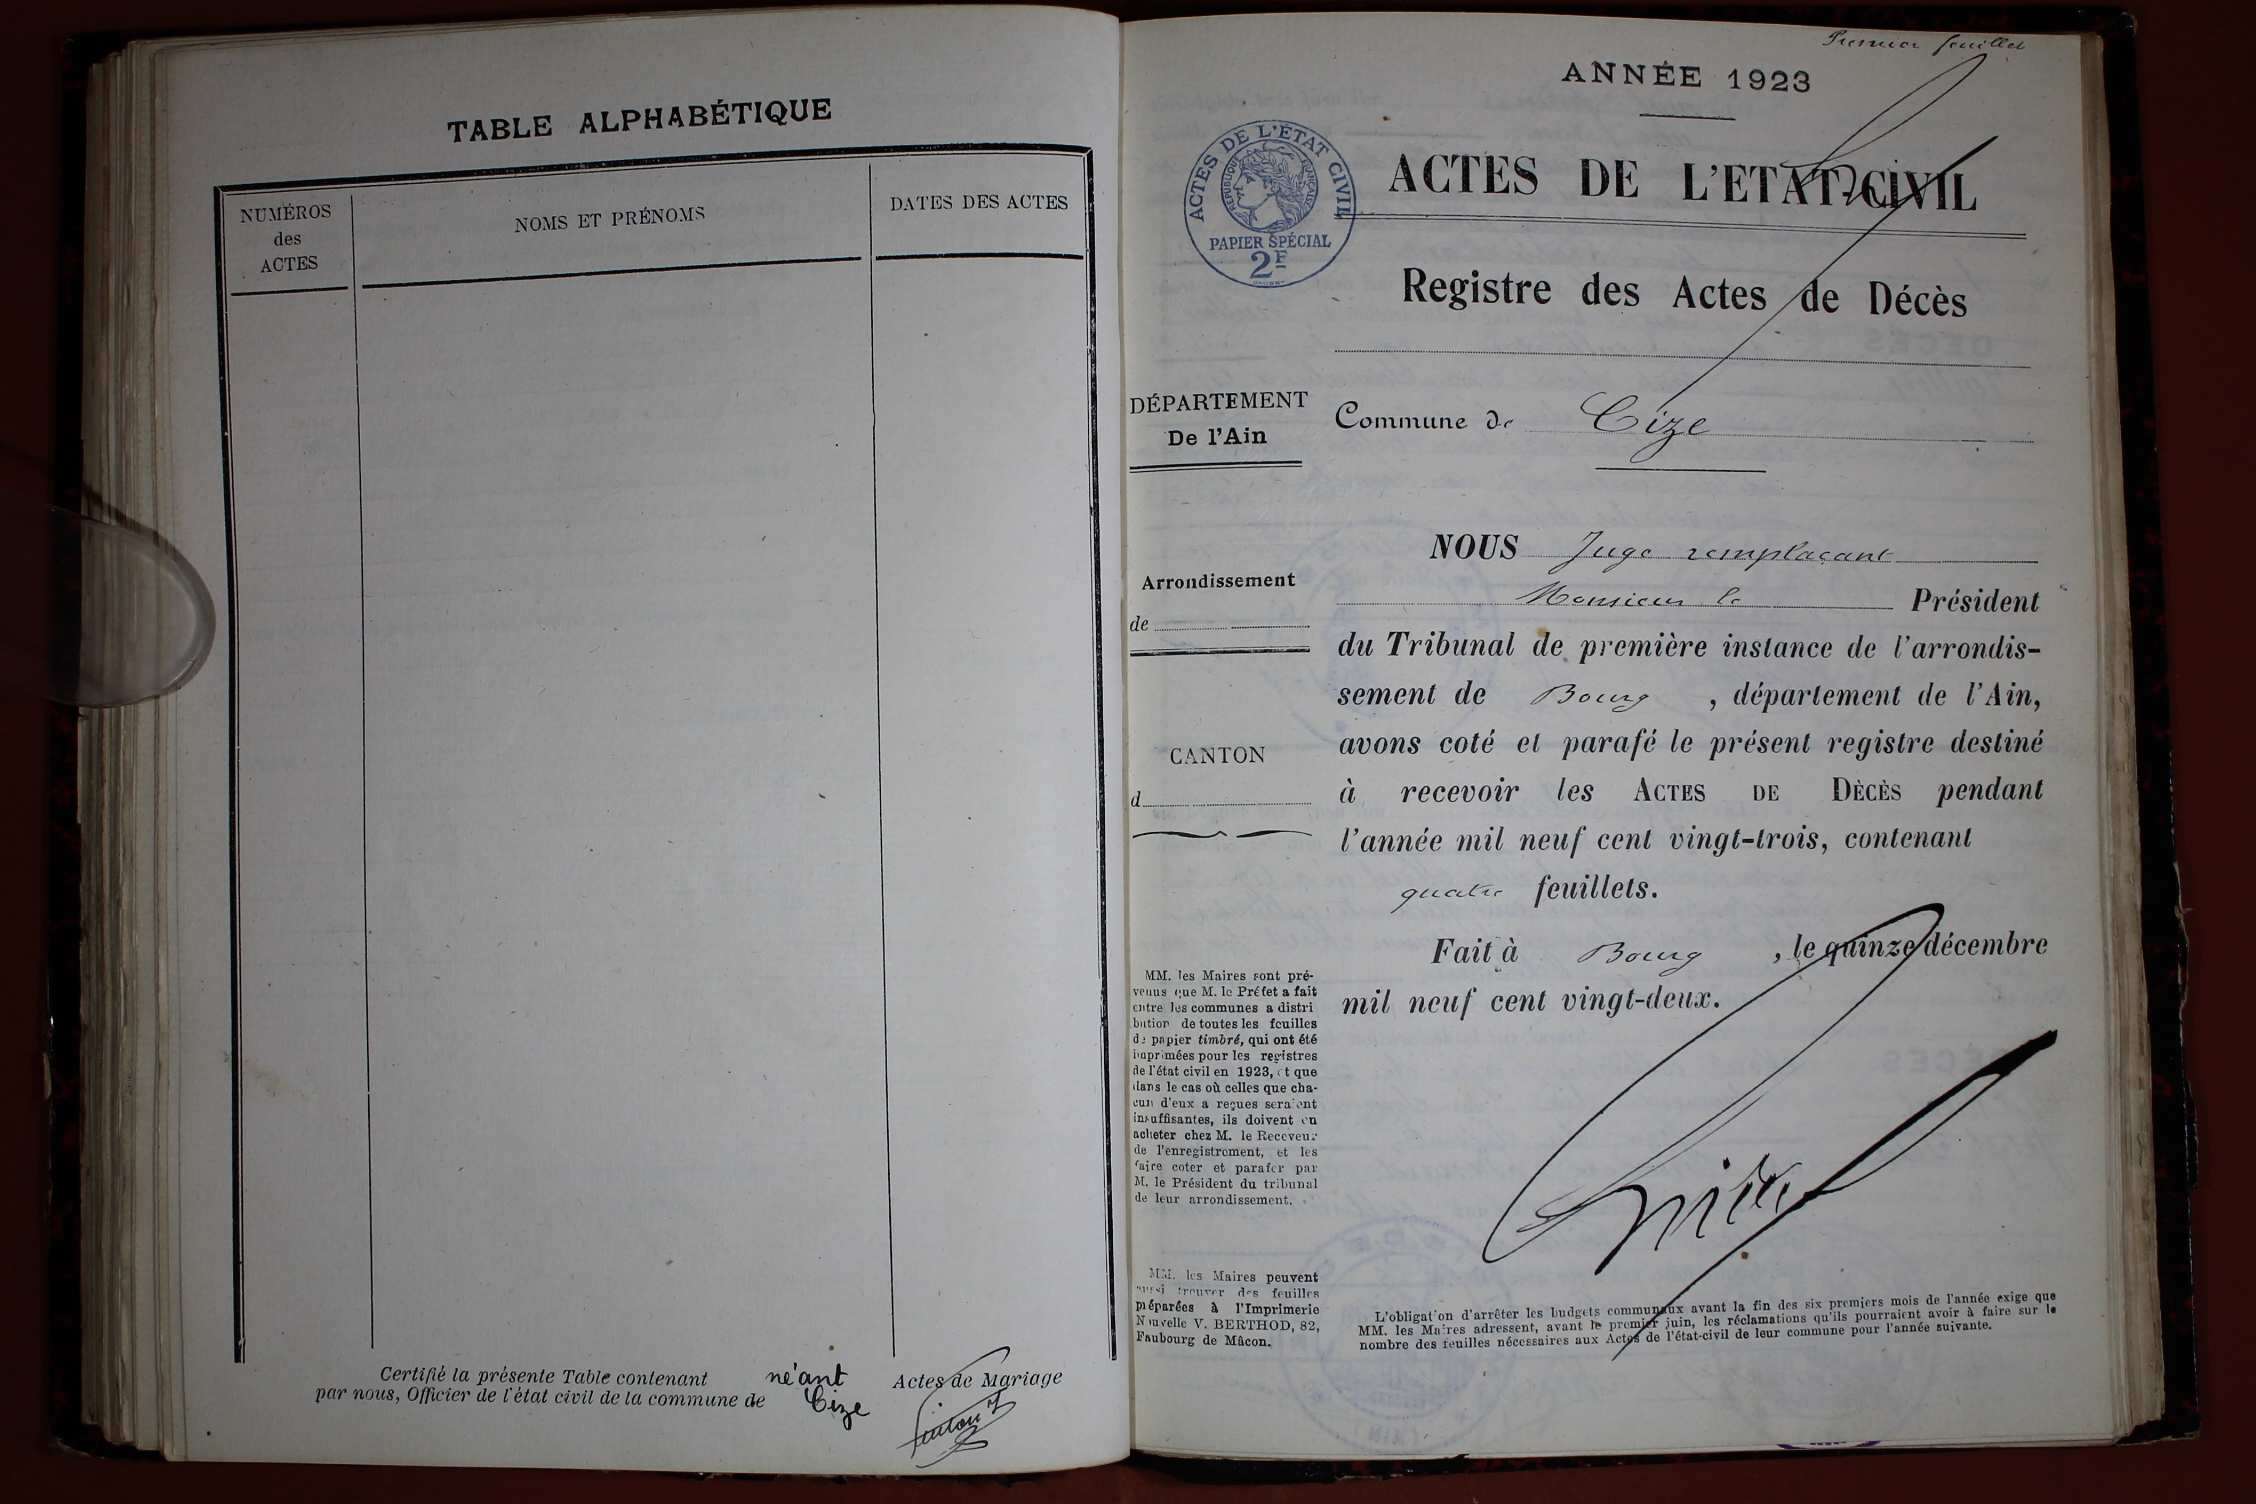 TABLE ALPHABÉTIQUE
NUMÉROS
des
ACTES
NOMS ET PRÉNOMS
DATES DES ACTES
Certifié la présente Table contenant néant Actes de Mariage
par nous, Officier de l'état civil de la commune de Cize
Premier feuillet
ANNÉE 1923
ACTES DE L'ÉTAT CIVIL
RÉPUBLIQUE FRANÇAISE
PAPIER SPÉCIAL
2F
ACTES DE L'ETAT-CIVIL
Registre des Actes de Décès
DÉPARTEMENT
De l'Ain
Commune de Cize
Arrondissement
de
CANTON
d
NOUS Juge remplaçant
Monsieur le Président
du Tribunal de première instance de l'arrondis-
sement de Bourg , département de l'Ain,
avons coté et parafé le présent registre destiné
à recevoir les ACTES DE DÉCÈS pendant
l'année mil neuf cent vingt-trois, contenant
quatre feuillets.
Fait à Bourg , le quinze décembre
mil neuf cent vingt-deux.
MM. les Maires sont pré-
venus que M. le Préfet a fait
entre les communes a distri
bution de toutes les feuilles
de papier timbré, qui ont été
imprimées pour les registres
de l'état civil en 1923, et que
dans le cas où celles que cha-
cun d'eux a reçues seraient
insuffisantes, ils doivent en
acheter chez M. le Receveur
de l'enregistrement, et les
faire coter et parafer par
M. le Président du tribunal
de leur arrondissement.
MM. les Maires peuvent
aussi trouver des feuilles
préparées à l'Imprimerie
Nouvelle V. BERTHOD, 82,
Faubourg de Mâcon.
L'obligation d'arrêter les budgets communaux avant la fin des six premiers mois de l'année exige que
MM. les Maires adressent, avant le premier juin, les réclamations qu'ils pourraient avoir à faire sur le
nombre des feuilles nécessaires aux Actes de l'état-civil de leur commune pour l'année suivante.